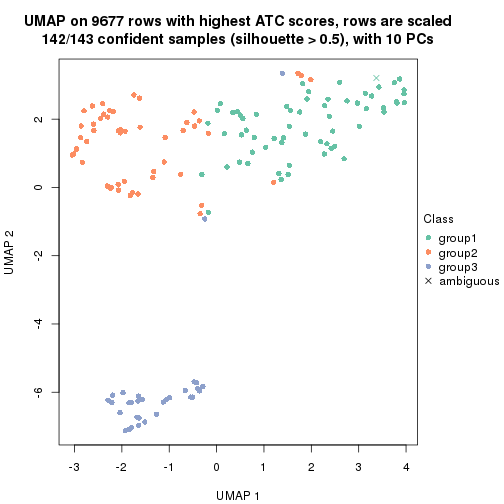 UMAP on 9677 rows with highest ATC scores, rows are scaled
142/143 confident samples (silhouette > 0.5), with 10 PCs
UMAP 2
2
0
-2
-4
-6
-3
-2
-1
0
1
2
3
4
UMAP 1
Class
group1
group2
group3
ambiguous